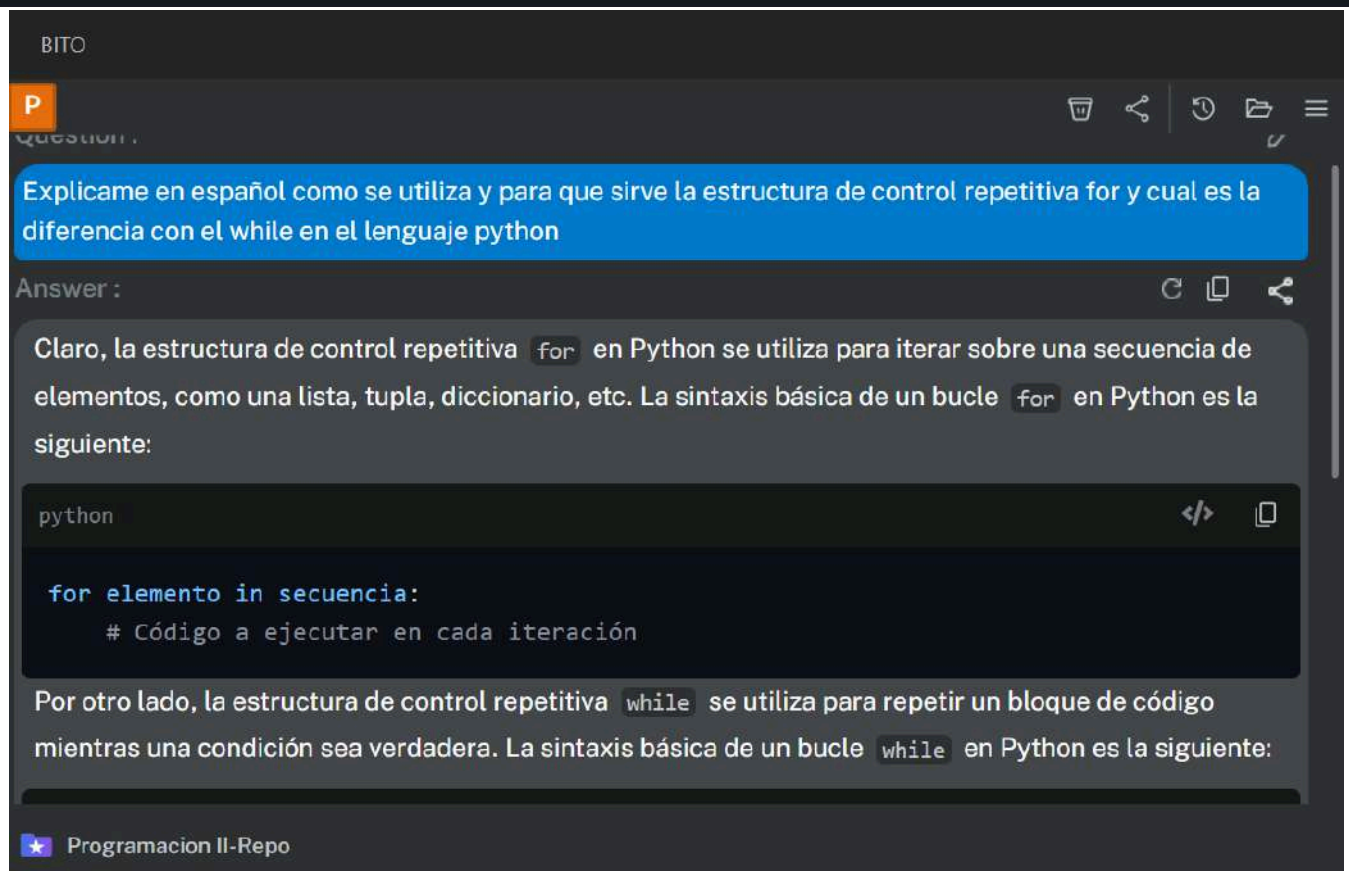 BITO
P
Question :
Explicame en español como se utiliza y para que sirve la estructura de control repetitiva for y cual es la
diferencia con el while en el lenguaje python
Answer :
Claro, la estructura de control repetitiva for en Python se utiliza para iterar sobre una secuencia de
elementos, como una lista, tupla, diccionario, etc. La sintaxis básica de un bucle for en Python es la
siguiente:
python
</>
for elemento in secuencia:
# Código a ejecutar en cada iteración
Por otro lado, la estructura de control repetitiva while se utiliza para repetir un bloque de código
mientras una condición sea verdadera. La sintaxis básica de un bucle while en Python es la siguiente:
Programacion II-Repo